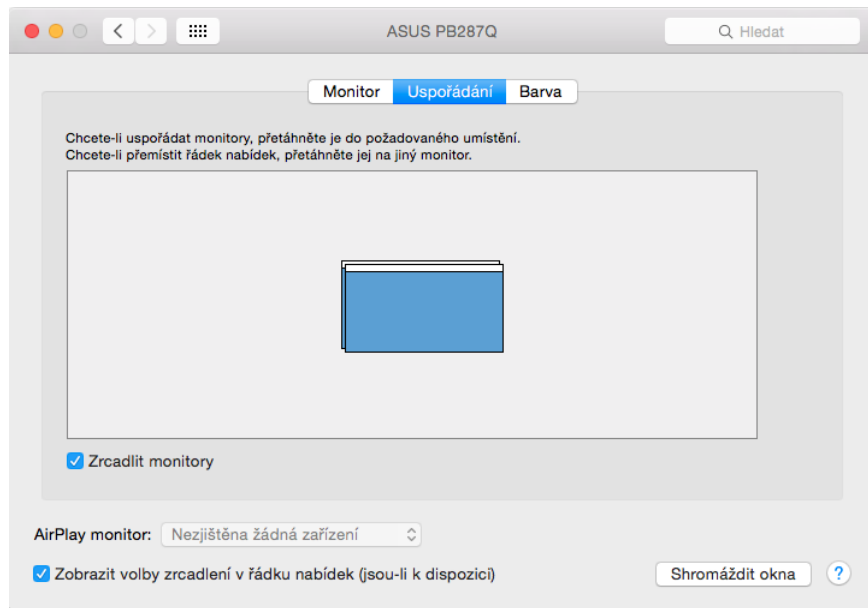 ASUS PB287Q
Hledat
Monitor Uspořádání Barva
Chcete-li uspořádat monitory, přetáhněte je do požadovaného umístění.
Chcete-li přemístit řádek nabídek, přetáhněte jej na jiný monitor.
Zrcadlit monitory
AirPlay monitor: Nezjištěna žádná zařízení
Zobrazit volby zrcadlení v řádku nabídek (jsou-li k dispozici)
Shromáždit okna ?